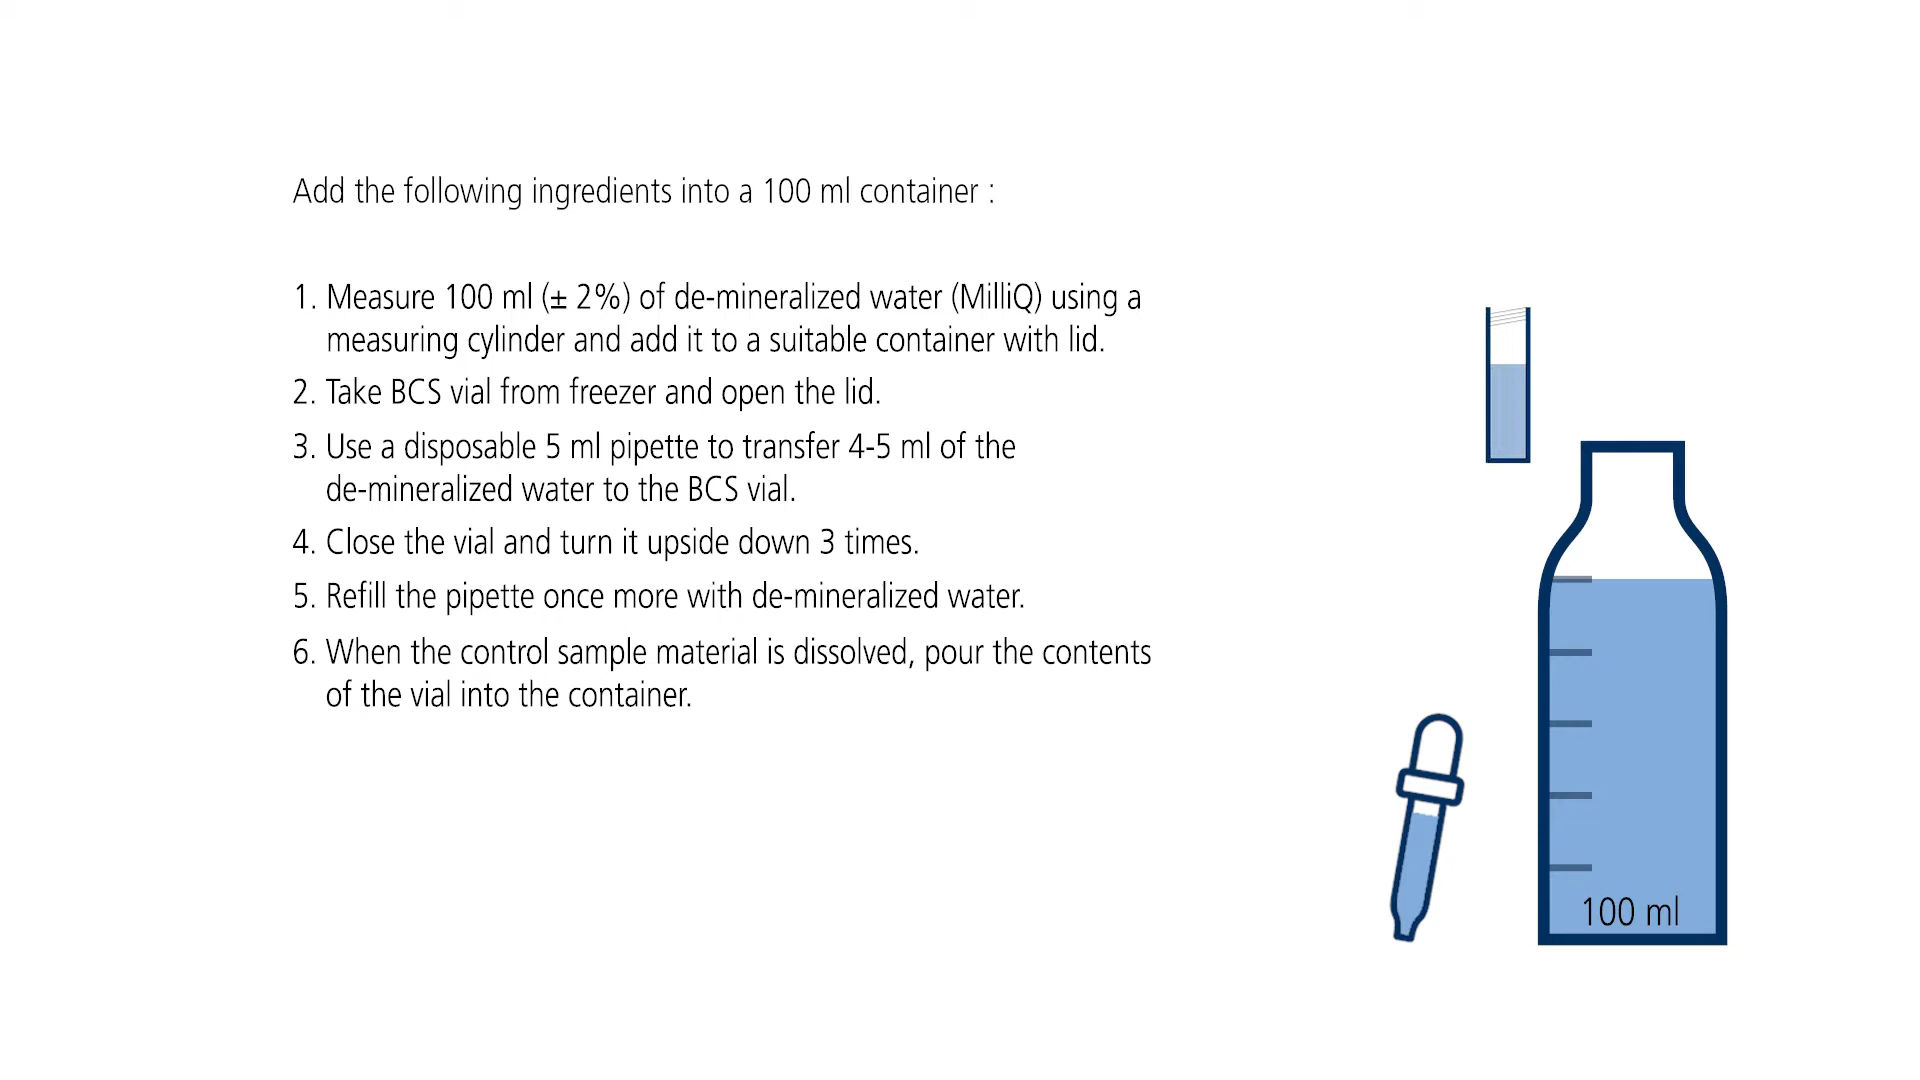 Add the following ingredients into a 100 ml container :
1. Measure 100 ml (± 2%) of de-mineralized water (MilliQ) using a
measuring cylinder and add it to a suitable container with lid.
2. Take BCS vial from freezer and open the lid.
3. Use a disposable 5 ml pipette to transfer 4-5 ml of the
de-mineralized water to the BCS vial.
4. Close the vial and turn it upside down 3 times.
5. Refill the pipette once more with de-mineralized water.
6. When the control sample material is dissolved, pour the contents
of the vial into the container.
100 ml